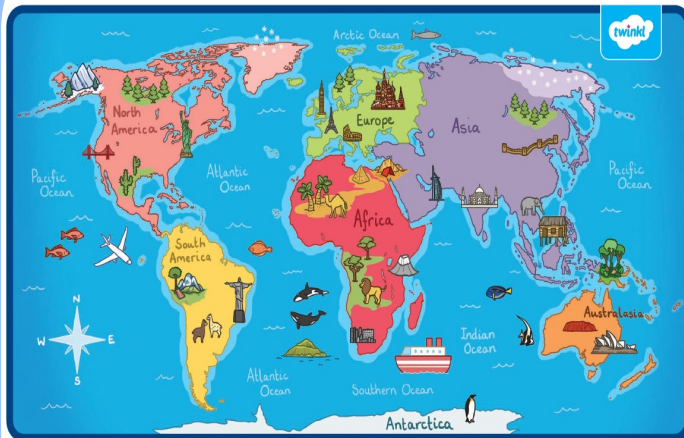 twinkl
Arctic Ocean
North
America
Europe
Asia
Pacific
Ocean
Atlantic
Ocean
Pacific
Ocean
Africa
South
America
N
W
E
S
Australasia
Indian
Ocean
Atlantic
Ocean
Southern Ocean
Antarctica